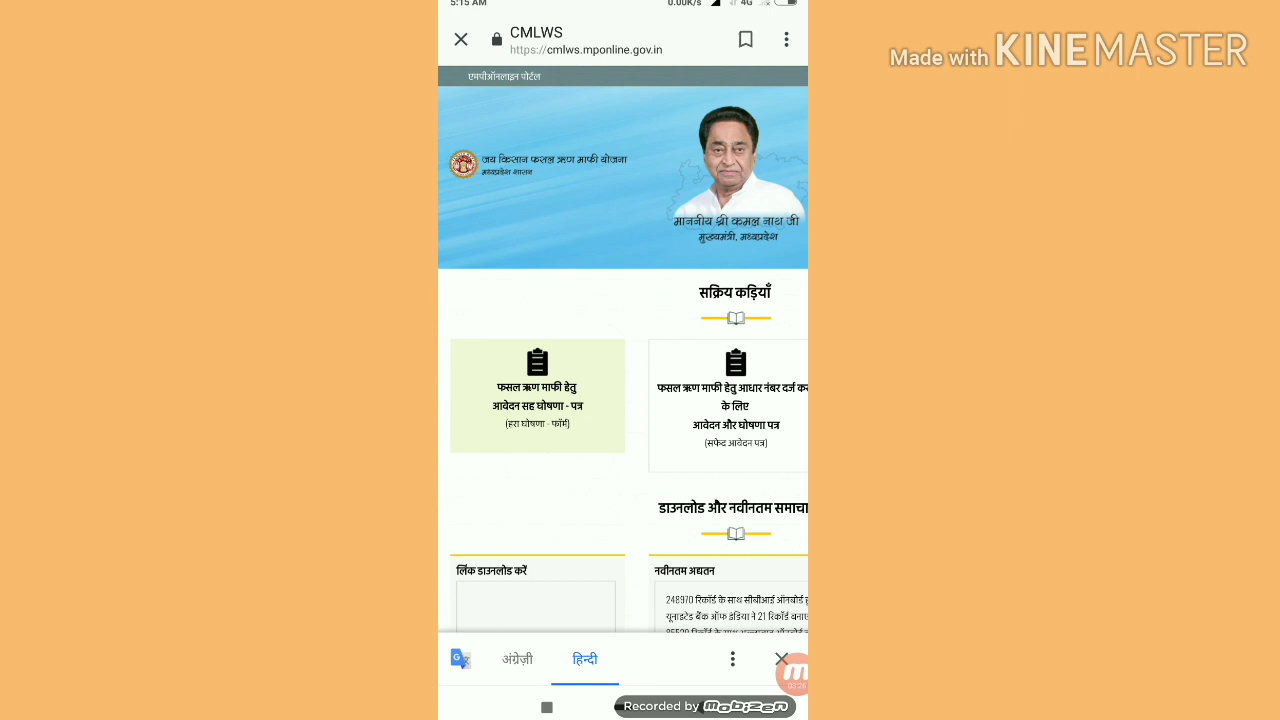 5:15 AM
0.00K/s
4G
CMLWS
https://cmlws.mponline.gov.in
Made with KINEMASTER
एमपीऑनलाइन पोर्टल
जय किसान फसल ऋण माफी योजना
मध्यप्रदेश शासन
माननीय श्री कमल नाथ जी
मुख्यमंत्री, मध्यप्रदेश
सक्रिय कड़ियाँ
फसल ऋण माफी हेतु
आवेदन सह घोषणा - पत्र
(हरा घोषणा - फॉर्म)
फसल ऋण माफी हेतु आधार नंबर दर्ज कर
के लिए
आवेदन और घोषणा पत्र
(सफेद आवेदन पत्र)
डाउनलोड और नवीनतम समाचा
लिंक डाउनलोड करें
नवीनतम अद्यतन
248970 रिकॉर्ड के साथ सीबीआई ऑनबोर्ड
यूनाइटेड बैंक ऑफ इंडिया ने 21 रिकॉर्ड
अंग्रेज़ी
हिन्दी
03:26
Recorded by mobizen